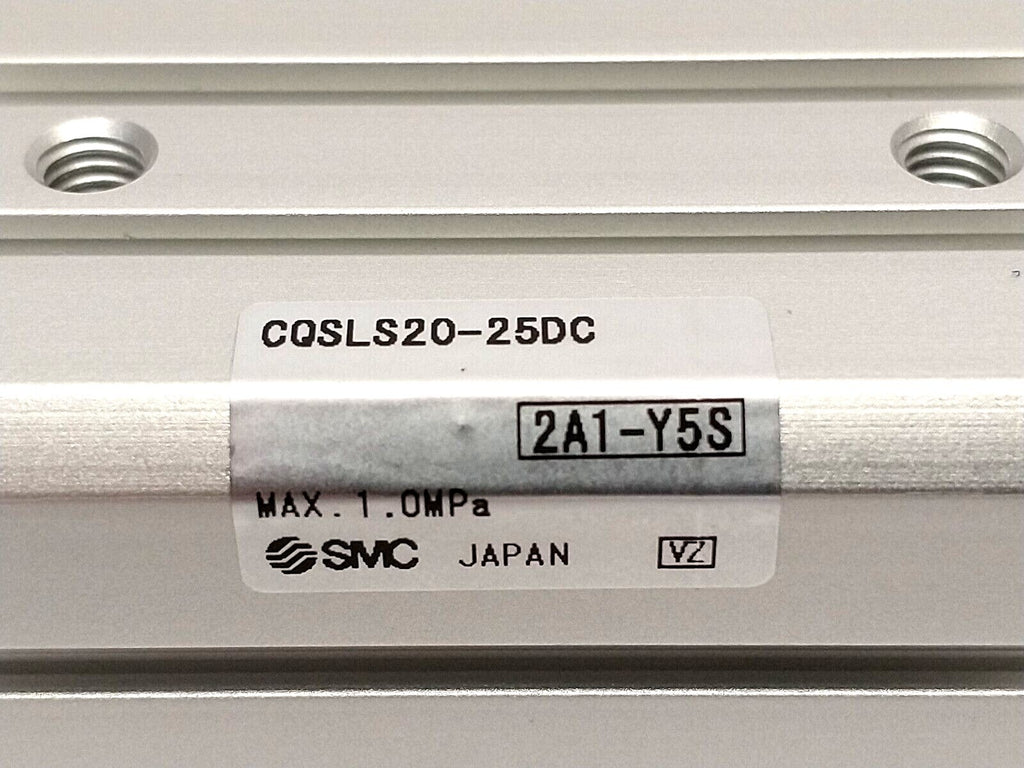 CQSLS20-25DC
2A1-Y5S
MAX.1.0MPa
SMC JAPAN VZ